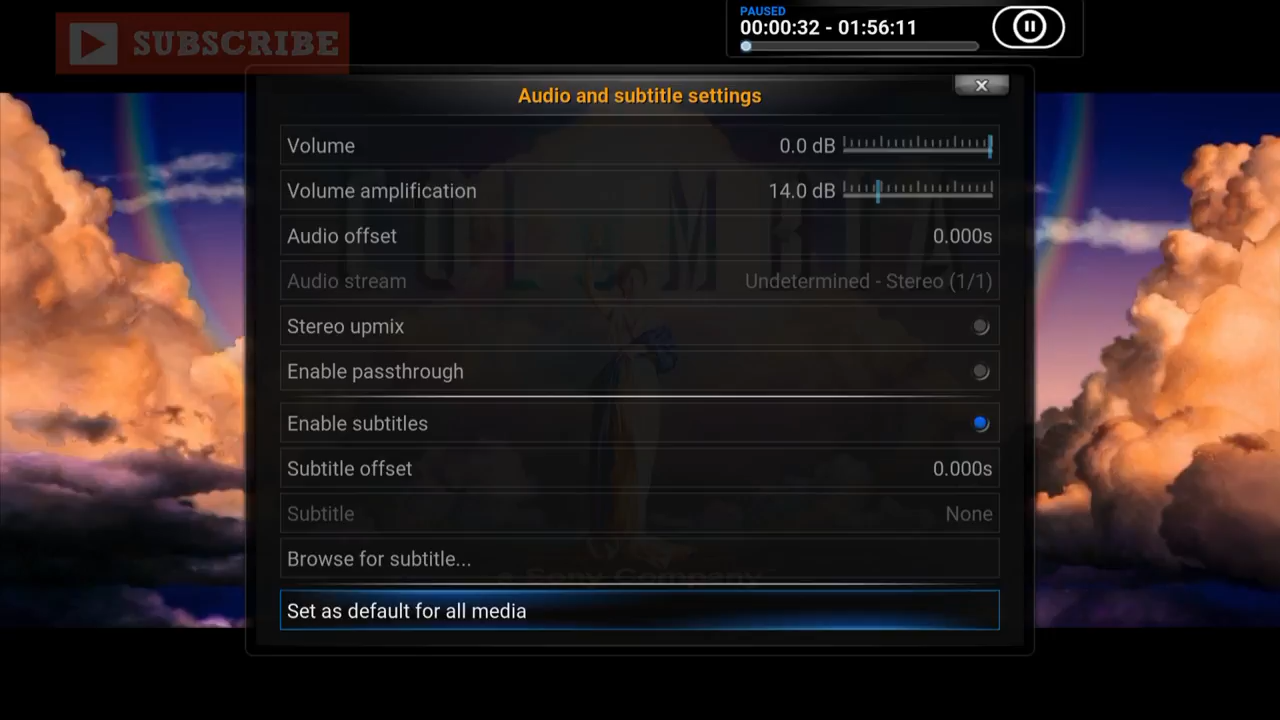 SUBSCRIBE
PAUSED
00:00:32 - 01:56:11
Audio and subtitle settings
Volume 0.0 dB
Volume amplification 14.0 dB
Audio offset 0.000s
Audio stream Undetermined - Stereo (1/1)
Stereo upmix
Enable passthrough
Enable subtitles
Subtitle offset 0.000s
Subtitle None
Browse for subtitle...
a Sony Company
Set as default for all media